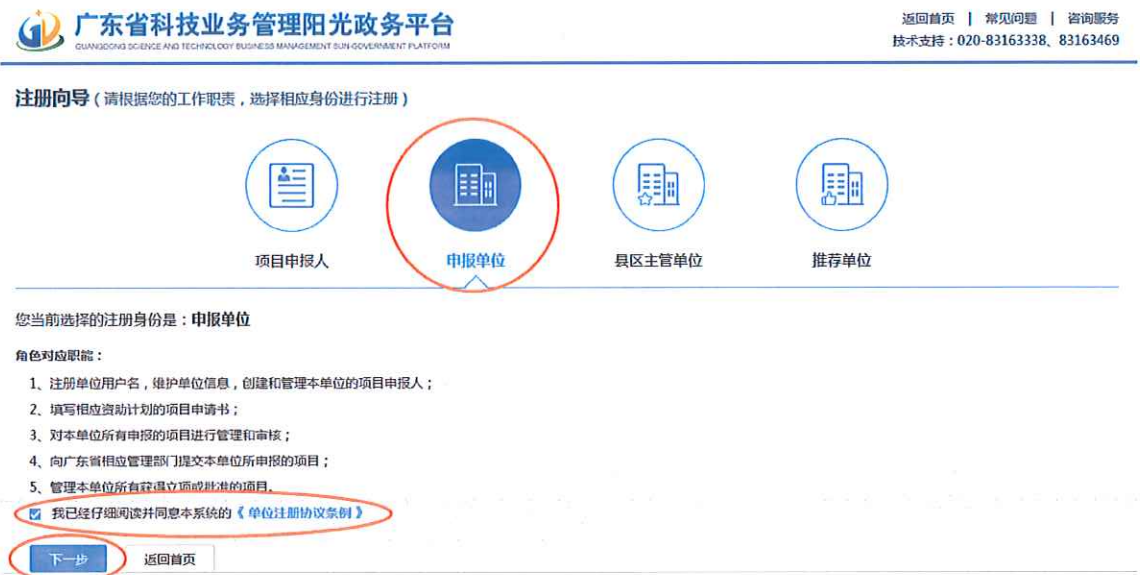 广东省科技业务管理阳光政务平台
GUANGDONG SCIENCE AND TECHNOLOGY BUSINESS MANAGEMENT SUN-GOVERNMENT PLATFORM
返回首页 | 常见问题 | 咨询服务
技术支持：020-83163338、83163469
注册向导（请根据您的工作职责，选择相应身份进行注册）
项目申报人
申报单位
县区主管单位
推荐单位
您当前选择的注册身份是：申报单位
角色对应职能：
1、注册单位用户名，维护单位信息，创建和管理本单位的项目申报人；
2、填写相应资助计划的项目申请书；
3、对本单位所有申报的项目进行管理和审核；
4、向广东省相应管理部门提交本单位所申报的项目；
5、管理本单位所有获得立项或批准的项目。
我已经仔细阅读并同意本系统的《单位注册协议条例》
下一步
返回首页